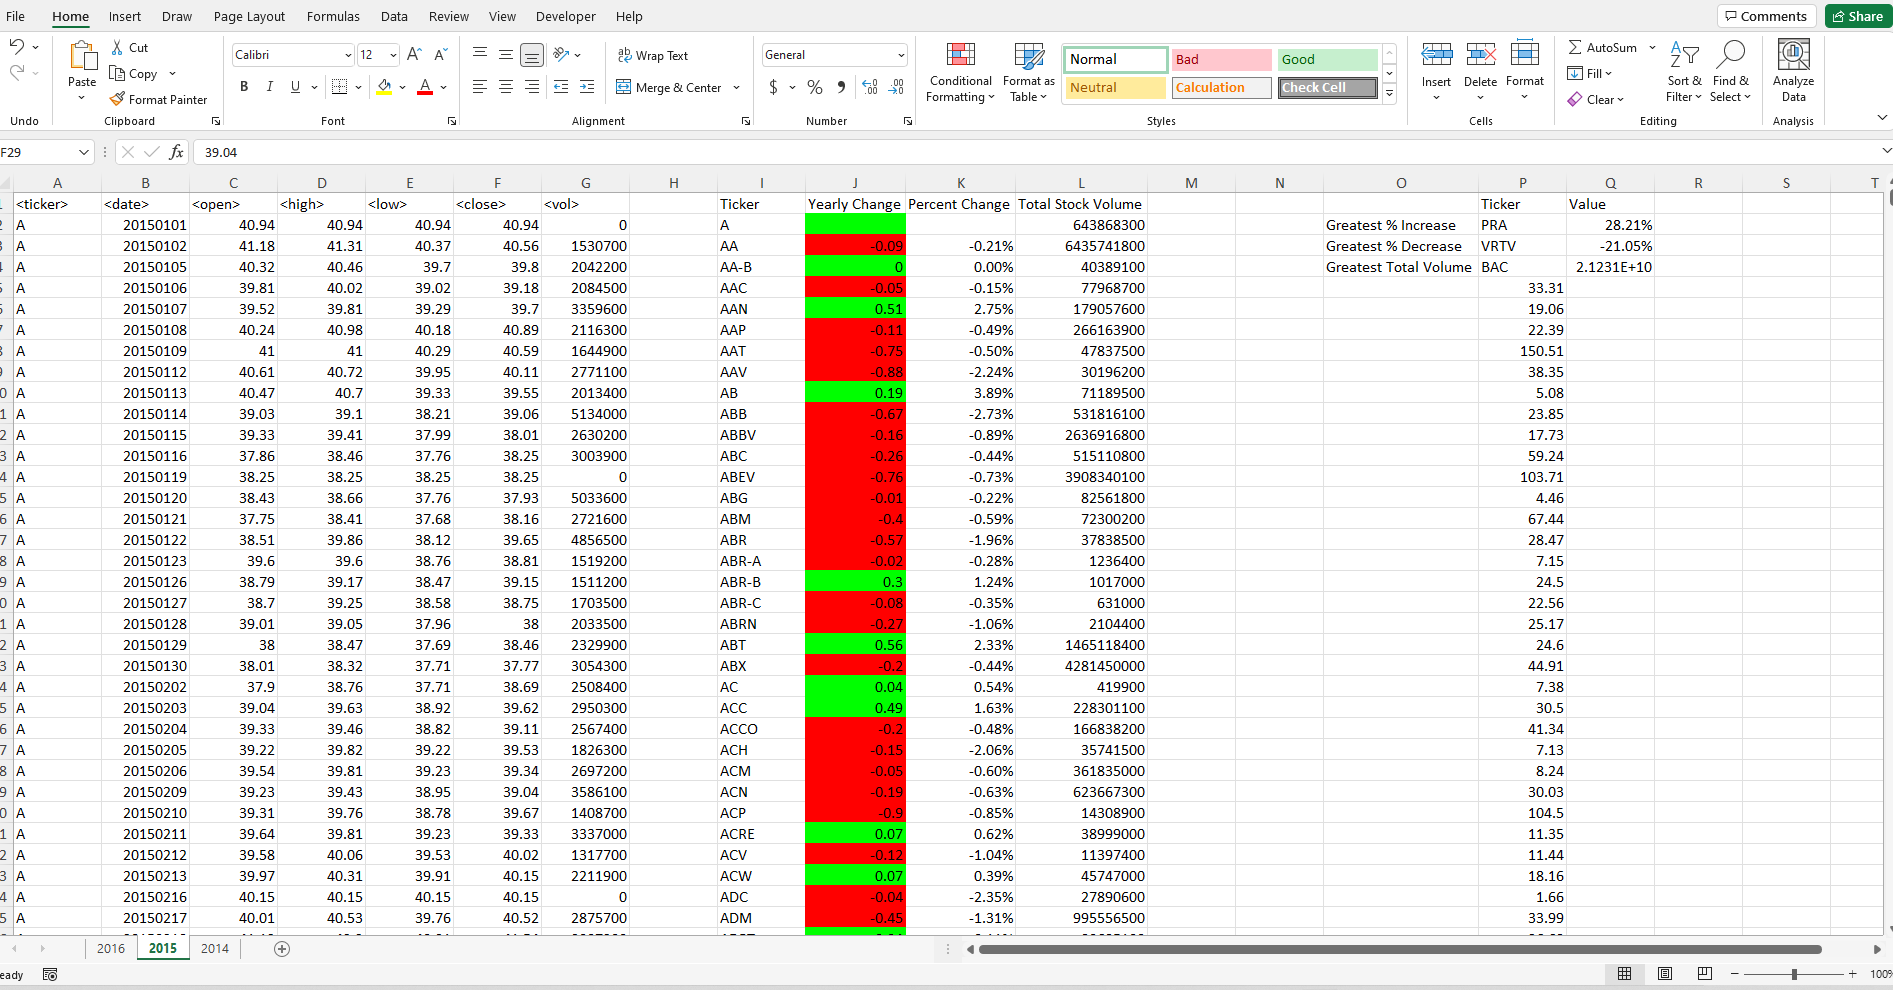 File Home Insert Draw Page Layout Formulas Data Review View Developer Help Comments Share
Cut
Copy
Format Painter
Paste
Undo Clipboard
Calibri 12
B I U A
Font
Wrap Text
Merge & Center
Alignment
General
$ % 9
Number
Conditional Formatting
Format as Table
Normal Bad Good
Neutral Calculation Check Cell
Styles
Insert Delete Format
Cells
AutoSum
Fill
Clear
Sort & Filter
Find & Select
Editing
Analyze Data
Analysis
F29 fx 39.04
A B C D E F G H I J K L M N O P Q R S T
<ticker> <date> <open> <high> <low> <close> <vol> Ticker Yearly Change Percent Change Total Stock Volume Ticker Value
A 20150101 40.94 40.94 40.94 40.94 0 A 643868300 Greatest % Increase PRA 28.21%
A 20150102 41.18 41.31 40.37 40.56 1530700 AA -0.09 -0.21% 6435741800 Greatest % Decrease VRTV -21.05%
A 20150105 40.32 40.46 39.7 39.8 2042200 AA-B 0 0.00% 40389100 Greatest Total Volume BAC 2.1231E+10
A 20150106 39.81 40.02 39.02 39.18 2084500 AAC -0.05 -0.15% 77968700 33.31
A 20150107 39.52 39.81 39.29 39.7 3359600 AAN 0.51 2.75% 179057600 19.06
A 20150108 40.24 40.98 40.18 40.89 2116300 AAP -0.11 -0.49% 266163900 22.39
A 20150109 41 41 40.29 40.59 1644900 AAT -0.75 -0.50% 47837500 150.51
A 20150112 40.61 40.72 39.95 40.11 2771100 AAV -0.88 -2.24% 30196200 38.35
A 20150113 40.47 40.7 39.33 39.55 2013400 AB 0.19 3.89% 71189500 5.08
A 20150114 39.03 39.1 38.21 39.06 5134000 ABB -0.67 -2.73% 531816100 23.85
A 20150115 39.33 39.41 37.99 38.01 2630200 ABBV -0.16 -0.89% 2636916800 17.73
A 20150116 37.86 38.46 37.76 38.25 3003900 ABC -0.26 -0.44% 515110800 59.24
A 20150119 38.25 38.25 38.25 38.25 0 ABEV -0.76 -0.73% 3908340100 103.71
A 20150120 38.43 38.66 37.76 37.93 5033600 ABG -0.01 -0.22% 82561800 4.46
A 20150121 37.75 38.41 37.68 38.16 2721600 ABM -0.4 -0.59% 72300200 67.44
A 20150122 38.51 39.86 38.12 39.65 4856500 ABR -0.57 -1.96% 37838500 28.47
A 20150123 39.6 39.6 38.76 38.81 1519200 ABR-A -0.02 -0.28% 1236400 7.15
A 20150126 38.79 39.17 38.47 39.15 1511200 ABR-B 0.3 1.24% 1017000 24.5
A 20150127 38.7 39.25 38.58 38.75 1703500 ABR-C -0.08 -0.35% 631000 22.56
A 20150128 39.01 39.05 37.96 38 2033500 ABRN -0.27 -1.06% 2104400 25.17
A 20150129 38 38.47 37.69 38.46 2329900 ABT 0.56 2.33% 1465118400 24.6
A 20150130 38.01 38.32 37.71 37.77 3054300 ABX -0.2 -0.44% 4281450000 44.91
A 20150202 37.9 38.76 37.71 38.69 2508400 AC 0.04 0.54% 419900 7.38
A 20150203 39.04 39.63 38.92 39.62 2950300 ACC 0.49 1.63% 228301100 30.5
A 20150204 39.33 39.46 38.82 39.11 2567400 ACCO -0.2 -0.48% 166838200 41.34
A 20150205 39.22 39.82 39.22 39.53 1826300 ACH -0.15 -2.06% 35741500 7.13
A 20150206 39.54 39.81 39.23 39.34 2697200 ACM -0.05 -0.60% 361835000 8.24
A 20150209 39.23 39.43 38.95 39.04 3586100 ACN -0.19 -0.63% 623667300 30.03
A 20150210 39.31 39.76 38.78 39.67 1408700 ACP -0.9 -0.85% 14308900 104.5
A 20150211 39.64 39.81 39.23 39.33 3337000 ACRE 0.07 0.62% 38999000 11.35
A 20150212 39.58 40.06 39.53 40.02 1317700 ACV -0.12 -1.04% 11397400 11.44
A 20150213 39.97 40.31 39.91 40.15 2211900 ACW 0.07 0.39% 45747000 18.16
A 20150216 40.15 40.15 40.15 40.15 0 ADC -0.04 -2.35% 27890600 1.66
A 20150217 40.01 40.53 39.76 40.52 2875700 ADM -0.45 -1.31% 995556500 33.99
2016 2015 2014
eady 100%